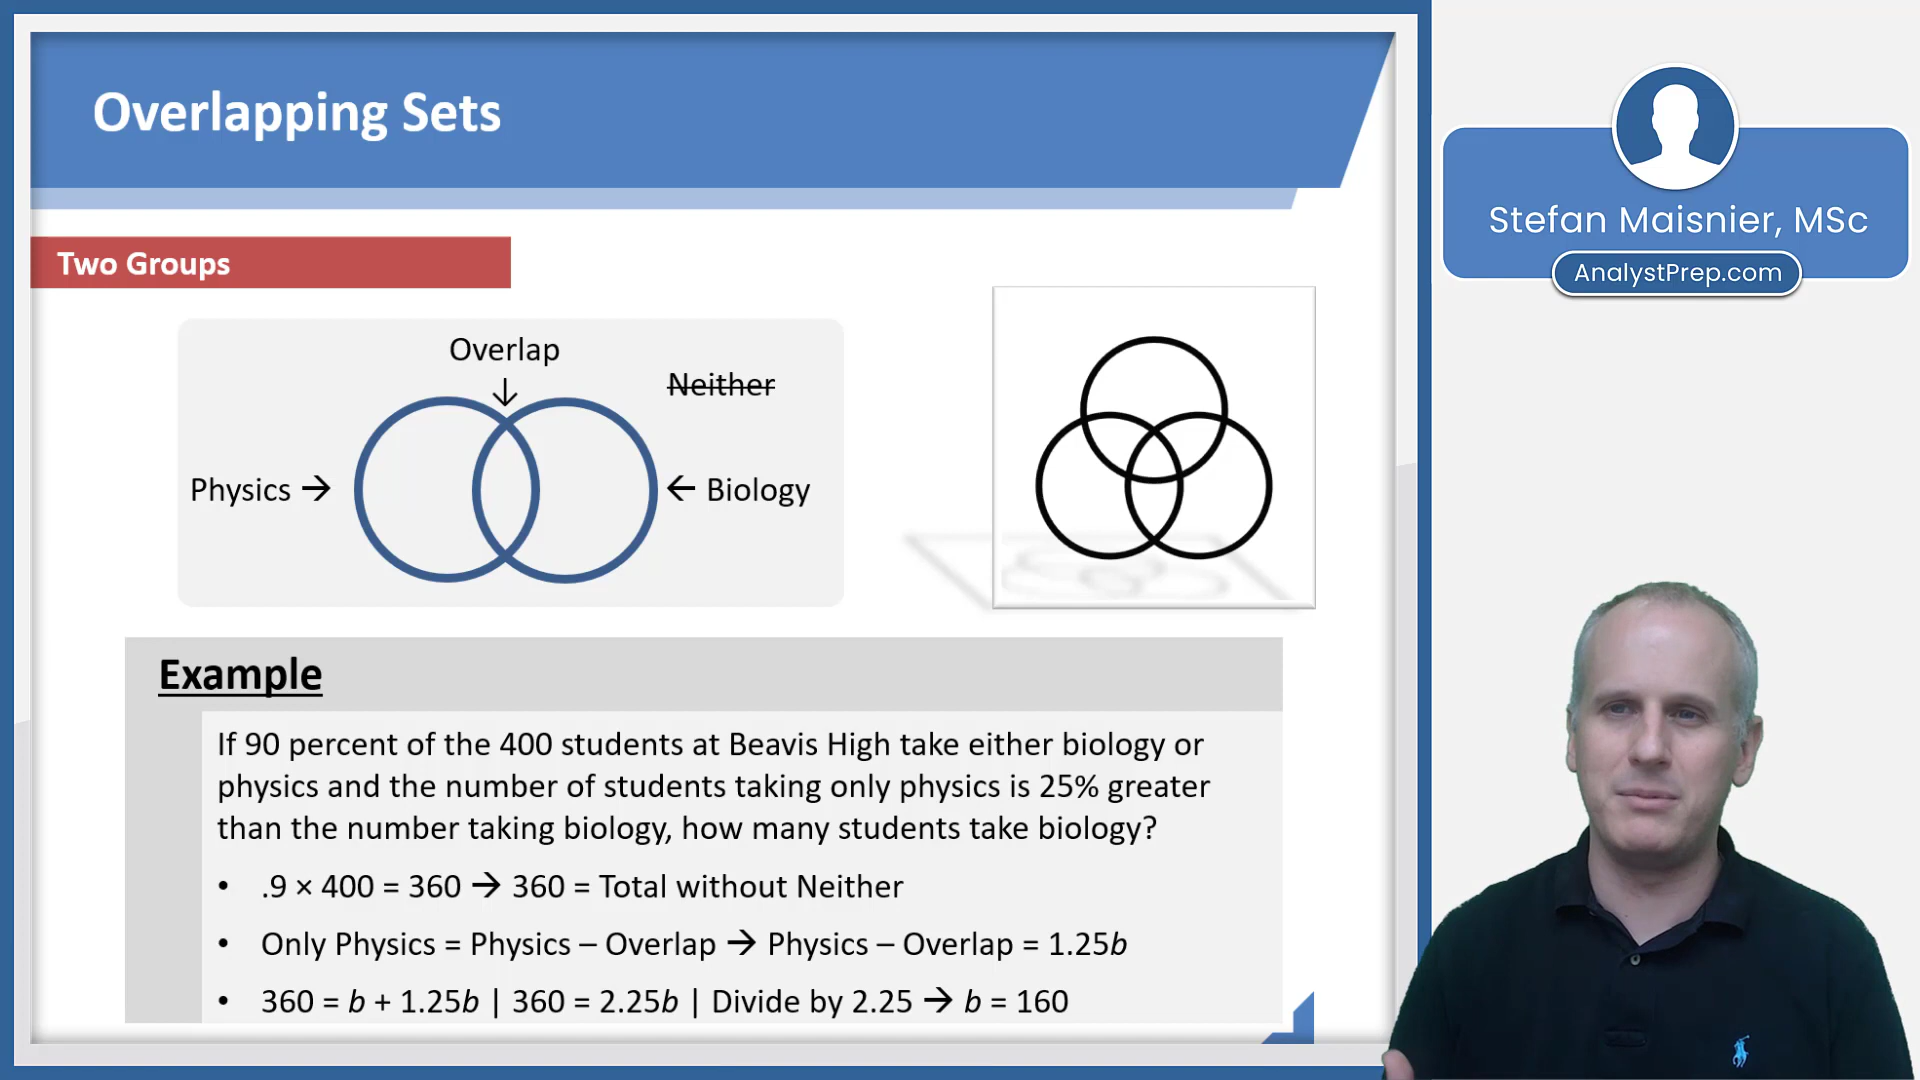 Overlapping Sets
Stefan Maisnier, MSc
AnalystPrep.com
Two Groups
Overlap
↓
Neither
Physics →
← Biology
Example
If 90 percent of the 400 students at Beavis High take either biology or
physics and the number of students taking only physics is 25% greater
than the number taking biology, how many students take biology?
• .9 × 400 = 360 → 360 = Total without Neither
• Only Physics = Physics – Overlap → Physics – Overlap = 1.25b
• 360 = b + 1.25b | 360 = 2.25b | Divide by 2.25 → b = 160